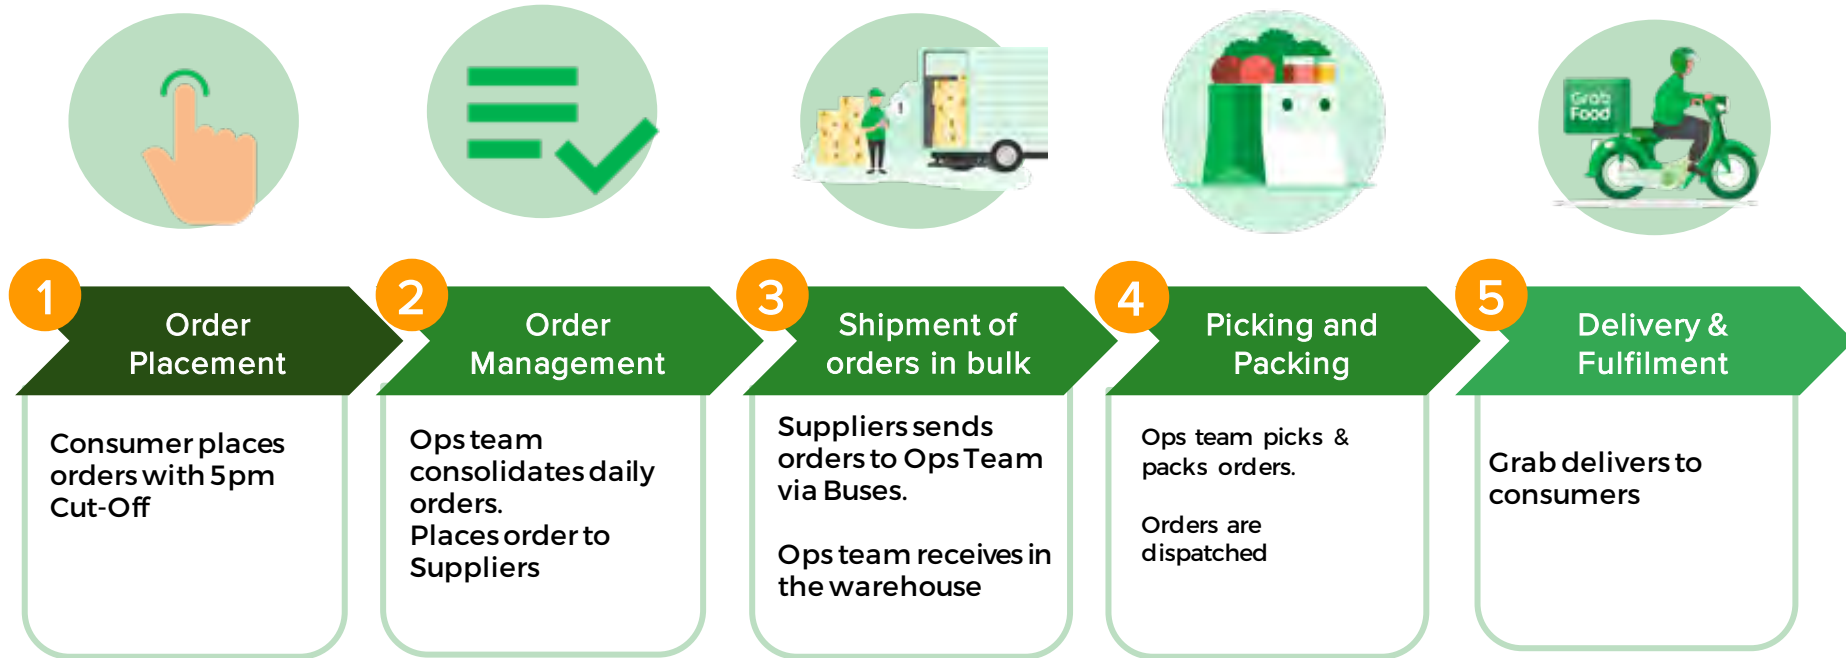 Grab
Food
1
Order
Placement
Consumer places
orders with 5pm
Cut-Off
2
Order
Management
Ops team
consolidates daily
orders.
Places order to
Suppliers
3
Shipment of
orders in bulk
Suppliers sends
orders to Ops Team
via Buses.
Ops team receives in
the warehouse
4
Picking and
Packing
Ops team picks &
packs orders.
Orders are
dispatched
5
Delivery &
Fulfilment
Grab delivers to
consumers